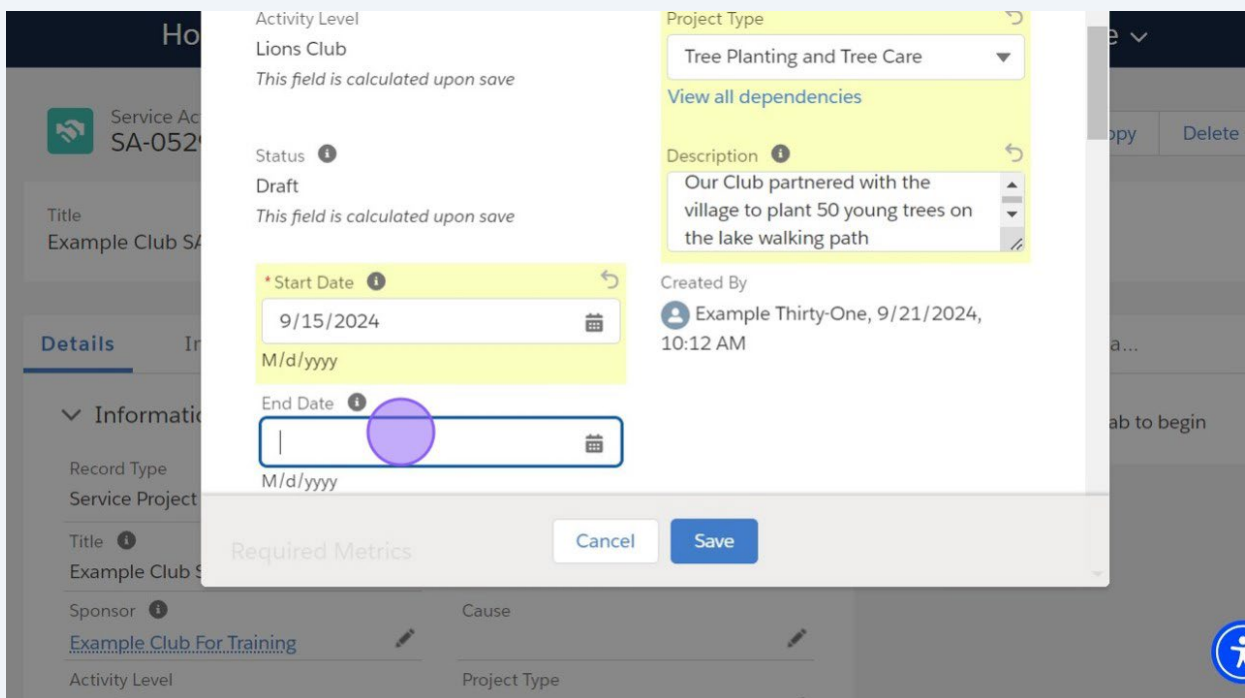 Ho
e
Service Ac
SA-052
opy
Delete
Title
Example Club SA
Details
In
a...
Informatio
ab to begin
Record Type
Service Project
Title
Example Club S
Sponsor
Example Club For Training
Cause
Activity Level
Project Type
Activity Level
Lions Club
This field is calculated upon save
Status
Draft
This field is calculated upon save
* Start Date
9/15/2024
M/d/yyyy
End Date
M/d/yyyy
Project Type
Tree Planting and Tree Care
View all dependencies
Description
Our Club partnered with the
village to plant 50 young trees on
the lake walking path
Created By
Example Thirty-One, 9/21/2024,
10:12 AM
Required Metrics
Cancel
Save